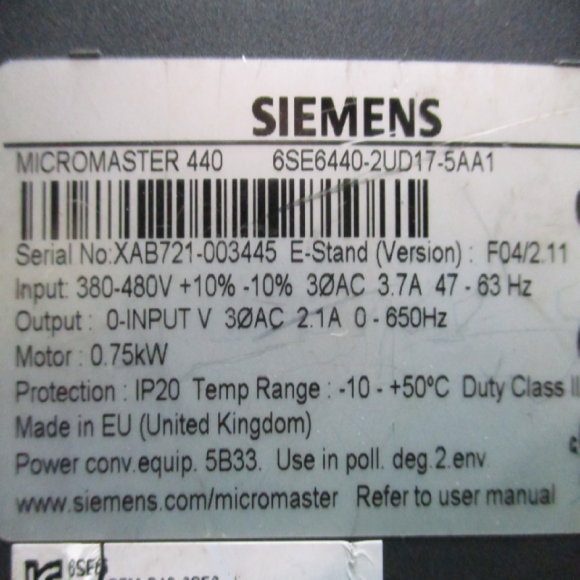 SIEMENS
MICROMASTER 440 6SE6440-2UD17-5AA1
Serial No:XAB721-003445 E-Stand (Version) : F04/2.11
Input: 380-480V +10% -10% 3ØAC 3.7A 47 - 63 Hz
Output : 0-INPUT V 3ØAC 2.1A 0 - 650Hz
Motor : 0.75kW
Protection : IP20 Temp Range : -10 - +50ºC Duty Class
Made in EU (United Kingdom)
Power conv.equip. 5B33. Use in poll. deg.2.env
www.siemens.com/micromaster Refer to user manual
6SE6